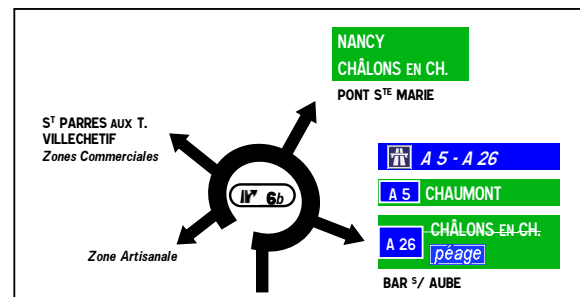 NANCY
CHÂLONS EN CH.
PONT STE MARIE
ST PARRES AUX T.
VILLECHETIF
Zones Commerciales
A 5 - A 26
A 5 CHAUMONT
6b
A 26 CHÂLONS EN CH.
péage
Zone Artisanale
BAR S/ AUBE